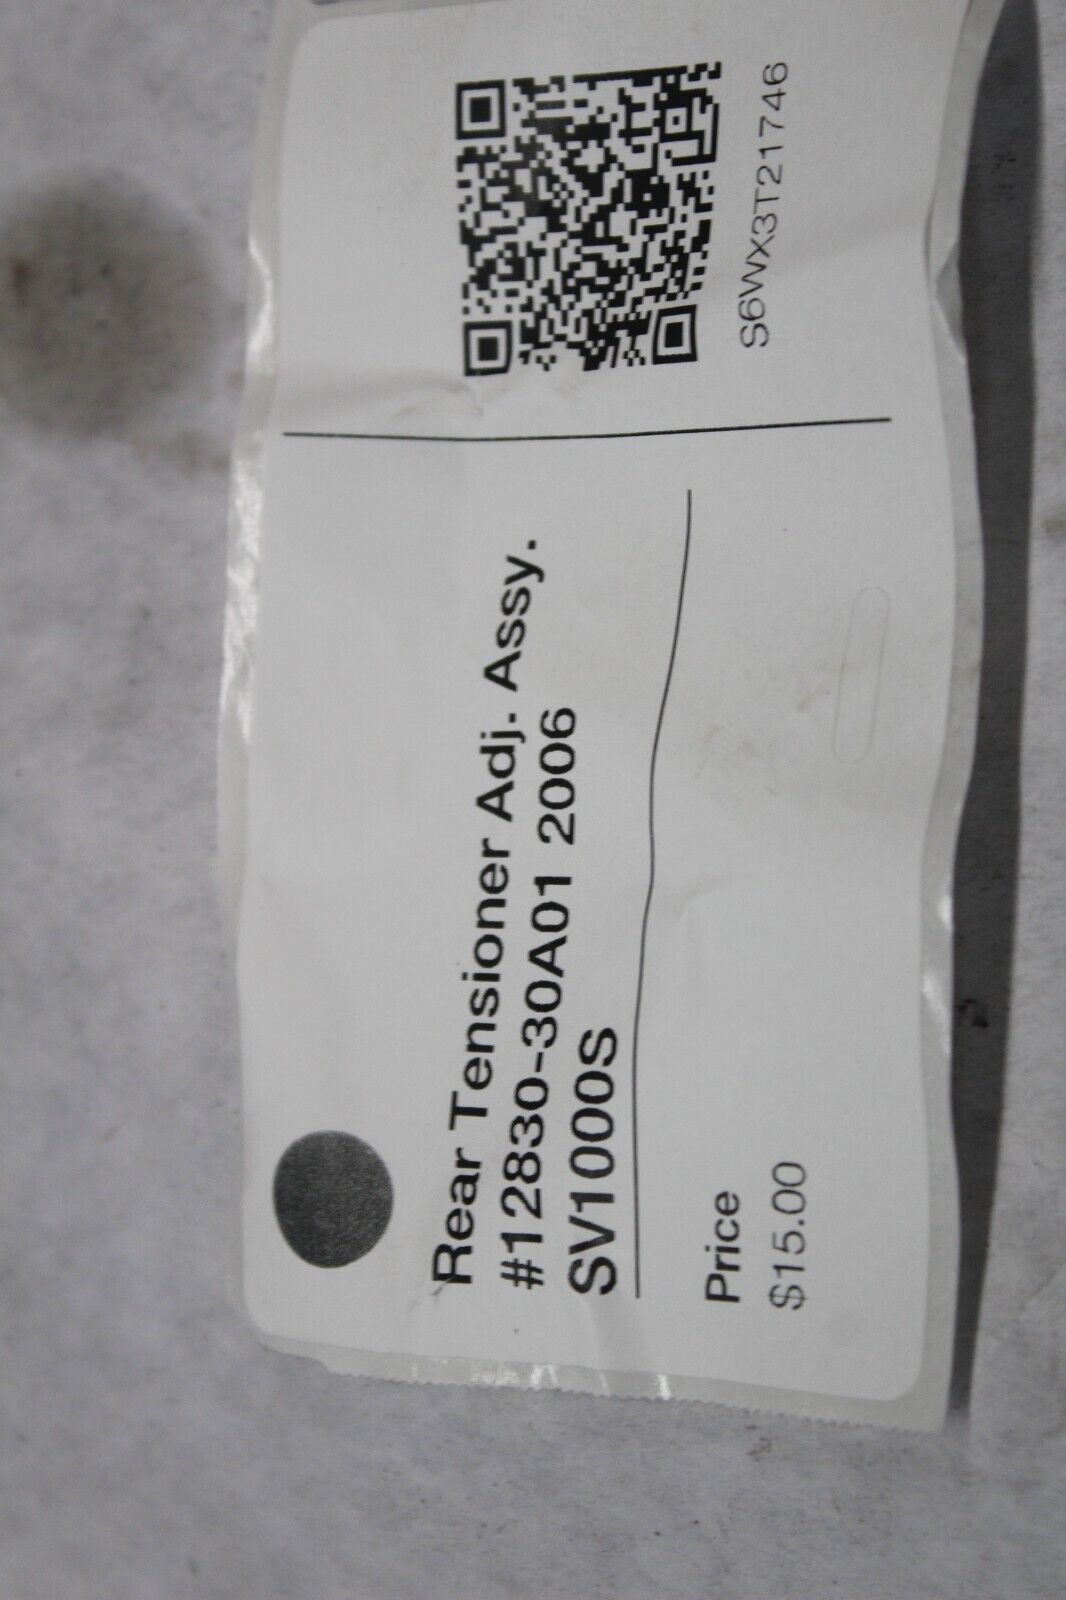 Rear Tensioner Adj. Assy.
#12830-30A01 2006
SV1000S
Price
$15.00
S6WX3T21746